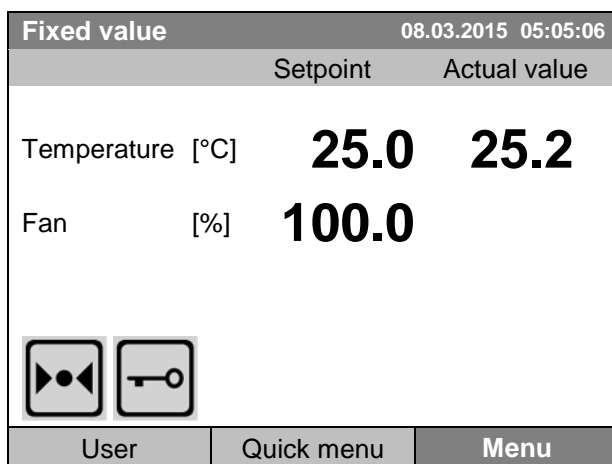 Fixed value 08.03.2015 05:05:06
Setpoint Actual value
Temperature [°C] 25.0 25.2
Fan [%] 100.0
User Quick menu Menu